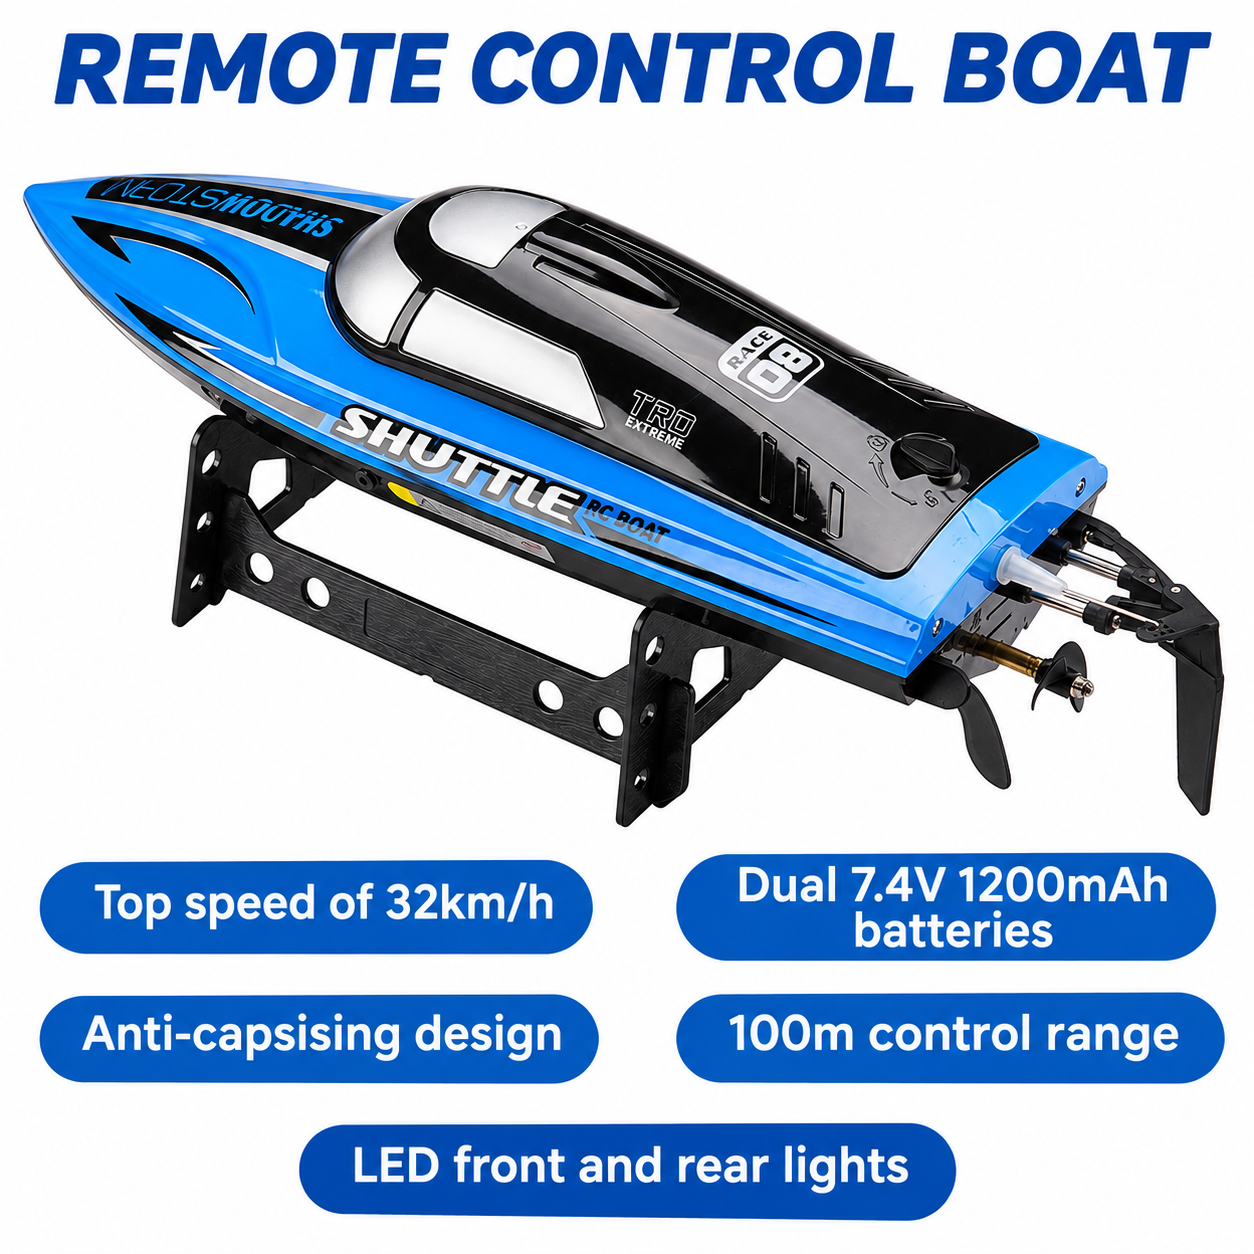 REMOTE CONTROL BOAT
RACE
08
TRO
EXTREME
SHUTTLE
RC BOAT
Top speed of 32km/h
Dual 7.4V 1200mAh
batteries
Anti-capsising design
100m control range
LED front and rear lights